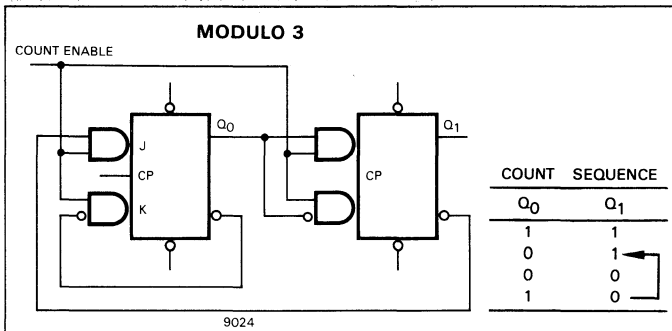 MODULO 3
COUNT ENABLE
J
CP
K
Q0
CP
Q1
COUNT SEQUENCE
Q0 Q1
1 1
0 1
0 0
1 0
9024